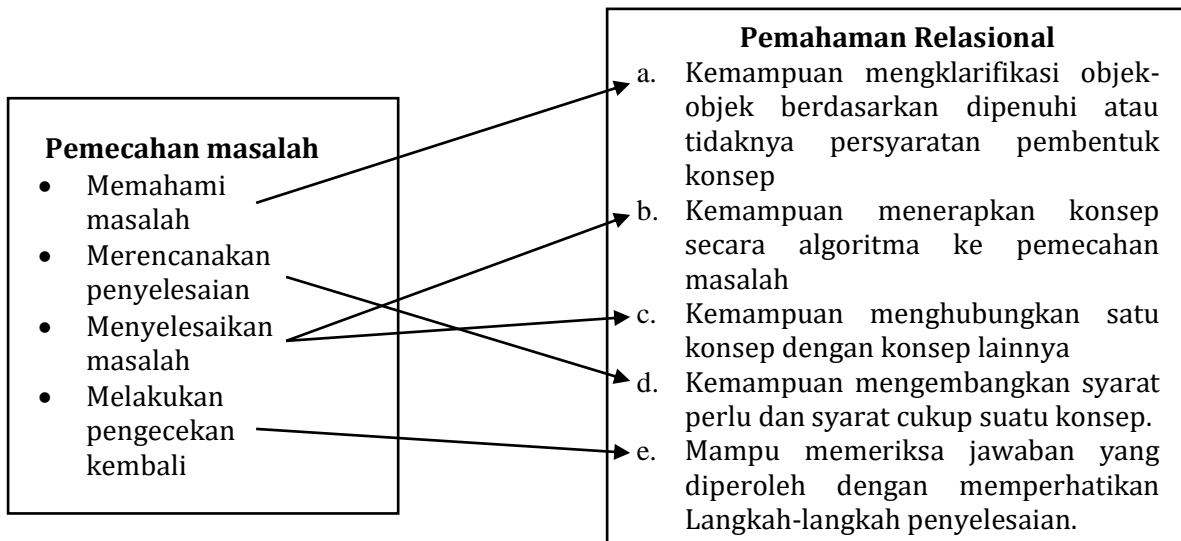 Pemecahan masalah
• Memahami
masalah
• Merencanakan
penyelesaian
• Menyelesaikan
masalah
• Melakukan
pengecekan
kembali
Pemahaman Relasional
a. Kemampuan mengklarifikasi objek-
objek berdasarkan dipenuhi atau
tidaknya persyaratan pembentuk
konsep
b. Kemampuan menerapkan konsep
secara algoritma ke pemecahan
masalah
c. Kemampuan menghubungkan satu
konsep dengan konsep lainnya
d. Kemampuan mengembangkan syarat
perlu dan syarat cukup suatu konsep.
e. Mampu memeriksa jawaban yang
diperoleh dengan memperhatikan
Langkah-langkah penyelesaian.